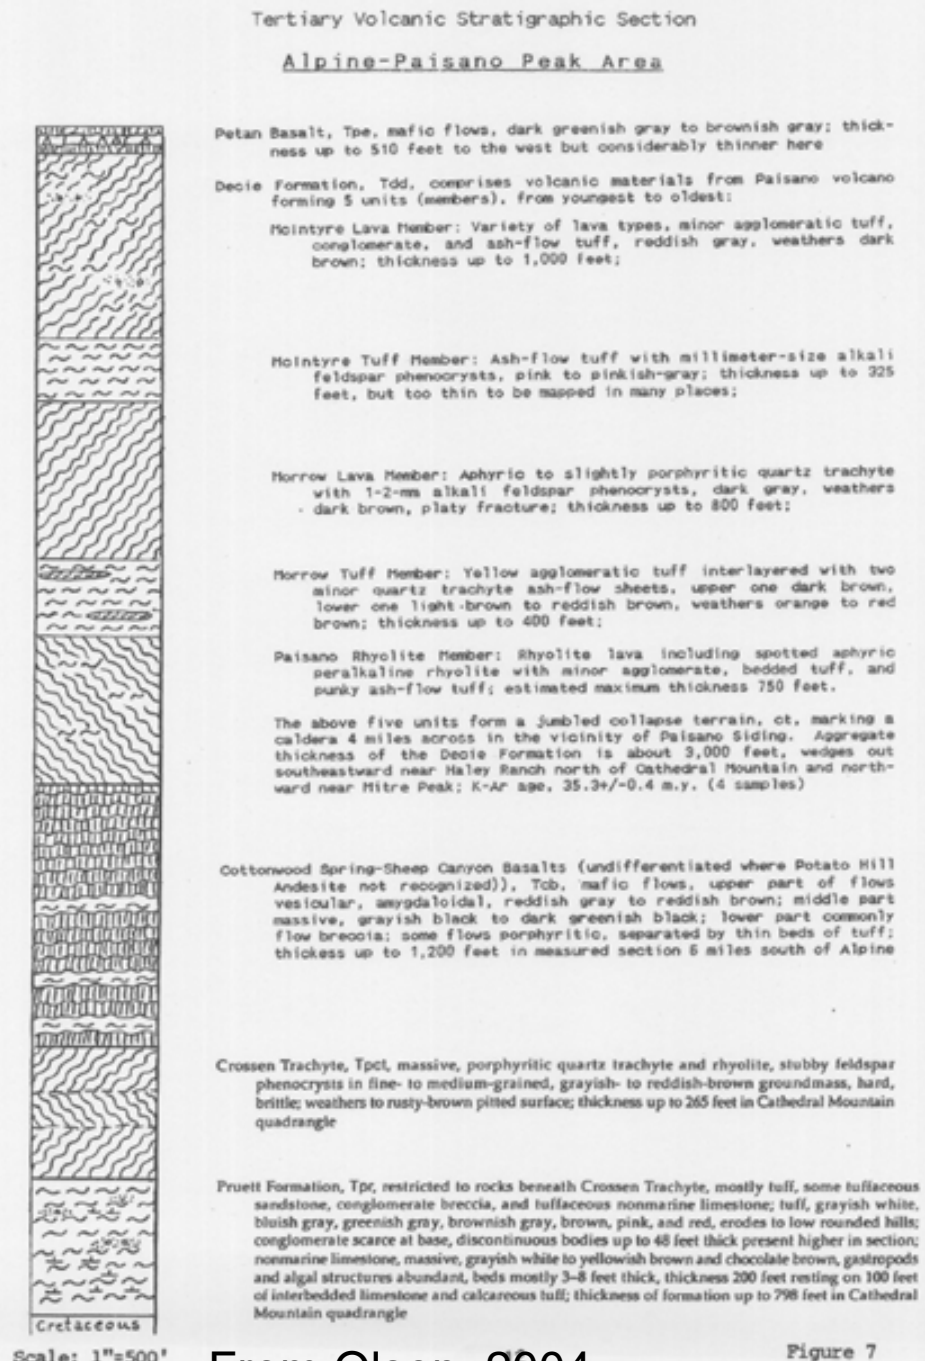 Tertiary Volcanic Stratigraphic Section
Alpine-Paisano Peak Area
Petan Basalt, Tpe, mafic flows, dark greenish gray to brownish gray; thick-
ness up to 510 feet to the west but considerably thinner here
Decie Formation, Tdd, comprises volcanic materials from Paisano volcano
forming 5 units (members), from youngest to oldest:
McIntyre Lava Member: Variety of lava types, minor agglomeratic tuff,
conglomerate, and ash-flow tuff, reddish gray, weathers dark
brown; thickness up to 1,000 feet;
McIntyre Tuff Member: Ash-flow tuff with millimeter-size alkali
feldspar phenocrysts, pink to pinkish-gray; thickness up to 325
feet, but too thin to be mapped in many places;
Morrow Lava Member: Aphyric to slightly porphyritic quartz trachyte
with 1-2-mm alkali feldspar phenocrysts, dark gray, weathers
dark brown, platy fracture; thickness up to 800 feet;
Morrow Tuff Member: Yellow agglomeratic tuff interlayered with two
minor quartz trachyte ash-flow sheets, upper one dark brown,
lower one light-brown to reddish brown, weathers orange to red
brown; thickness up to 400 feet;
Paisano Rhyolite Member: Rhyolite lava including spotted aphyric
peralkaline rhyolite with minor agglomerate, bedded tuff, and
punky ash-flow tuff; estimated maximum thickness 750 feet.
The above five units form a jumbled collapse terrain, ct, marking a
caldera 4 miles across in the vicinity of Paisano Siding. Aggregate
thickness of the Decie Formation is about 3,000 feet, wedges out
southeastward near Haley Ranch north of Cathedral Mountain and north-
ward near Mitre Peak; K-Ar age, 35.3+/-0.4 m.y. (4 samples)
Cottonwood Spring-Sheep Canyon Basalts (undifferentiated where Potato Hill
Andesite not recognized)), Tcb, mafic flows, upper part of flows
vesicular, amygdaloidal, reddish gray to reddish brown; middle part
massive, grayish black to dark greenish black; lower part commonly
flow breccia; some flows porphyritic, separated by thin beds of tuff;
thickess up to 1,200 feet in measured section 6 miles south of Alpine
Crossen Trachyte, Tpct, massive, porphyritic quartz trachyte and rhyolite, stubby feldspar
phenocrysts in fine- to medium-grained, grayish- to reddish-brown groundmass, hard,
brittle; weathers to rusty-brown pitted surface; thickness up to 265 feet in Cathedral Mountain
quadrangle
Pruett Formation, Tpr, restricted to rocks beneath Crossen Trachyte, mostly tuff, some tuffaceous
sandstone, conglomerate breccia, and tuffaceous nonmarine limestone; tuff, grayish white,
bluish gray, greenish gray, brownish gray, brown, pink, and red, erodes to low rounded hills;
conglomerate scarce at base, discontinuous bodies up to 48 feet thick present higher in section;
nonmarine limestone, massive, grayish white to yellowish brown and chocolate brown, gastropods
and algal structures abundant, beds mostly 3-8 feet thick, thickness 200 feet resting on 100 feet
of interbedded limestone and calcareous tuff; thickness of formation up to 798 feet in Cathedral
Mountain quadrangle
Cretaceous
Scale: 1"=500'
Figure 7